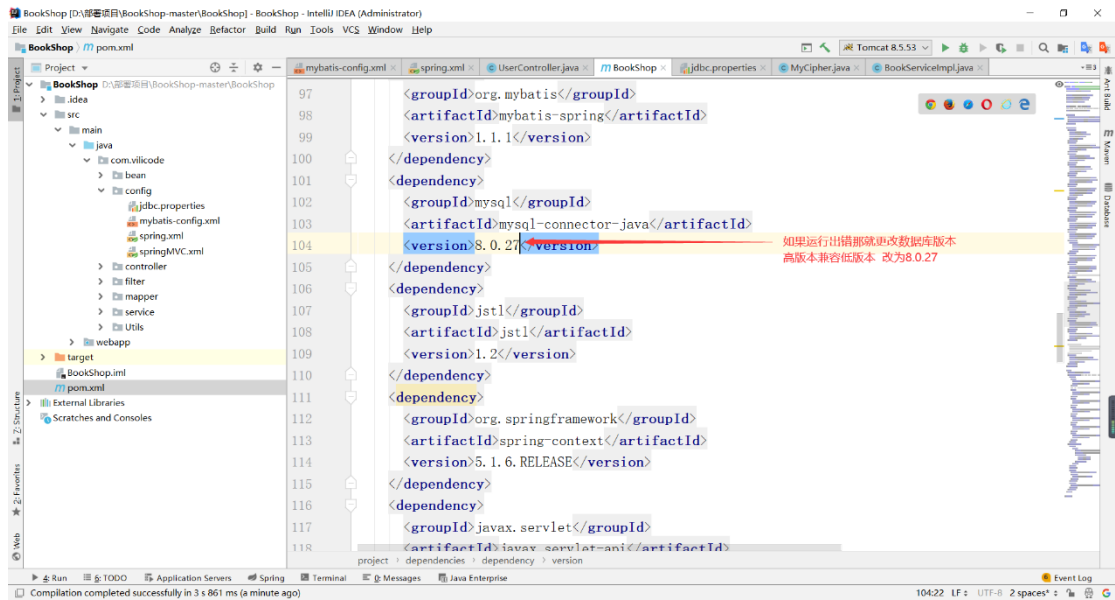 BookShop [D:\部署项目\BookShop-master\BookShop] - BookShop - IntelliJ IDEA (Administrator)
File Edit View Navigate Code Analyze Refactor Build Run Tools VCS Window Help
BookShop pom.xml
Tomcat 8.5.53
Project
mybatis-config.xml spring.xml UserController.java BookShop jdbc.properties MyCipher.java BookServiceImpl.java
1: Project
BookShop D:\部署项目\BookShop-master\BookShop
.idea
src
main
java
com.vilicode
bean
config
jdbc.properties
mybatis-config.xml
spring.xml
springMVC.xml
controller
filter
mapper
service
Utils
webapp
target
BookShop.iml
pom.xml
External Libraries
Scratches and Consoles
97 <groupId>org.mybatis</groupId>
98 <artifactId>mybatis-spring</artifactId>
99 <version>1.1.1</version>
100 </dependency>
101 <dependency>
102 <groupId>mysql</groupId>
103 <artifactId>mysql-connector-java</artifactId>
104 <version>8.0.27</version>
如果运行出错那就更改数据库版本
高版本兼容低版本 改为8.0.27
105 </dependency>
106 <dependency>
107 <groupId>jstl</groupId>
108 <artifactId>jstl</artifactId>
109 <version>1.2</version>
110 </dependency>
111 <dependency>
112 <groupId>org.springframework</groupId>
113 <artifactId>spring-context</artifactId>
114 <version>5.1.6.RELEASE</version>
115 </dependency>
116 <dependency>
117 <groupId>javax.servlet</groupId>
118 <artifactId>javax.servlet-api</artifactId>
project dependencies dependency version
Ant Build
Maven
Database
Z: Structure
2: Favorites
Web
4: Run 6: TODO Application Servers Spring Terminal 0: Messages Java Enterprise
Event Log
Compilation completed successfully in 3 s 861 ms (a minute ago)
104:22 LF UTF-8 2 spaces*